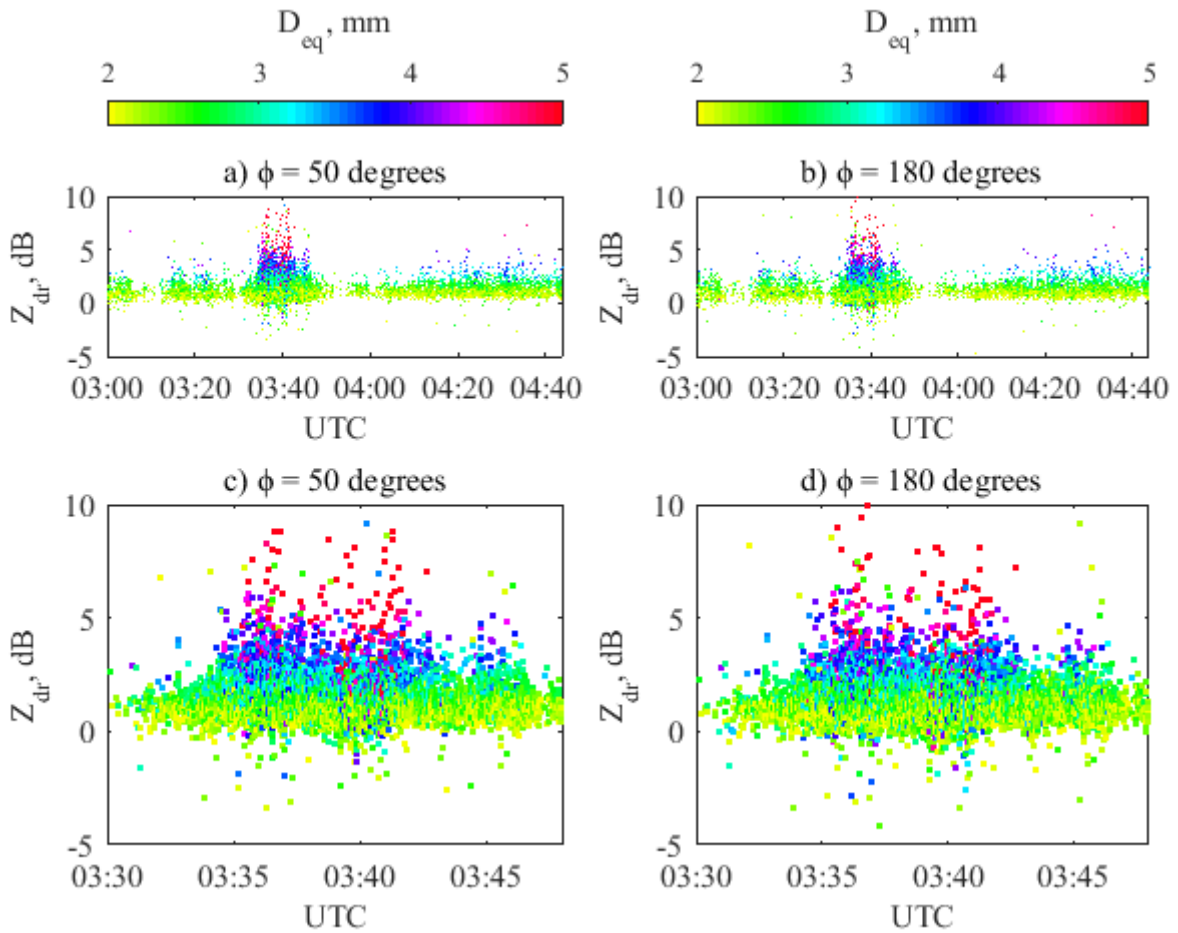 D_eq, mm D_eq, mm
2 3 4 5 2 3 4 5
a) ϕ = 50 degrees b) ϕ = 180 degrees
10 10
5 5
0 0
-5 -5
Z_dr, dB Z_dr, dB
03:00 03:20 03:40 04:00 04:20 04:40 03:00 03:20 03:40 04:00 04:20 04:40
UTC UTC
c) ϕ = 50 degrees d) ϕ = 180 degrees
10 10
5 5
0 0
-5 -5
Z_dr, dB Z_dr, dB
03:30 03:35 03:40 03:45 03:30 03:35 03:40 03:45
UTC UTC